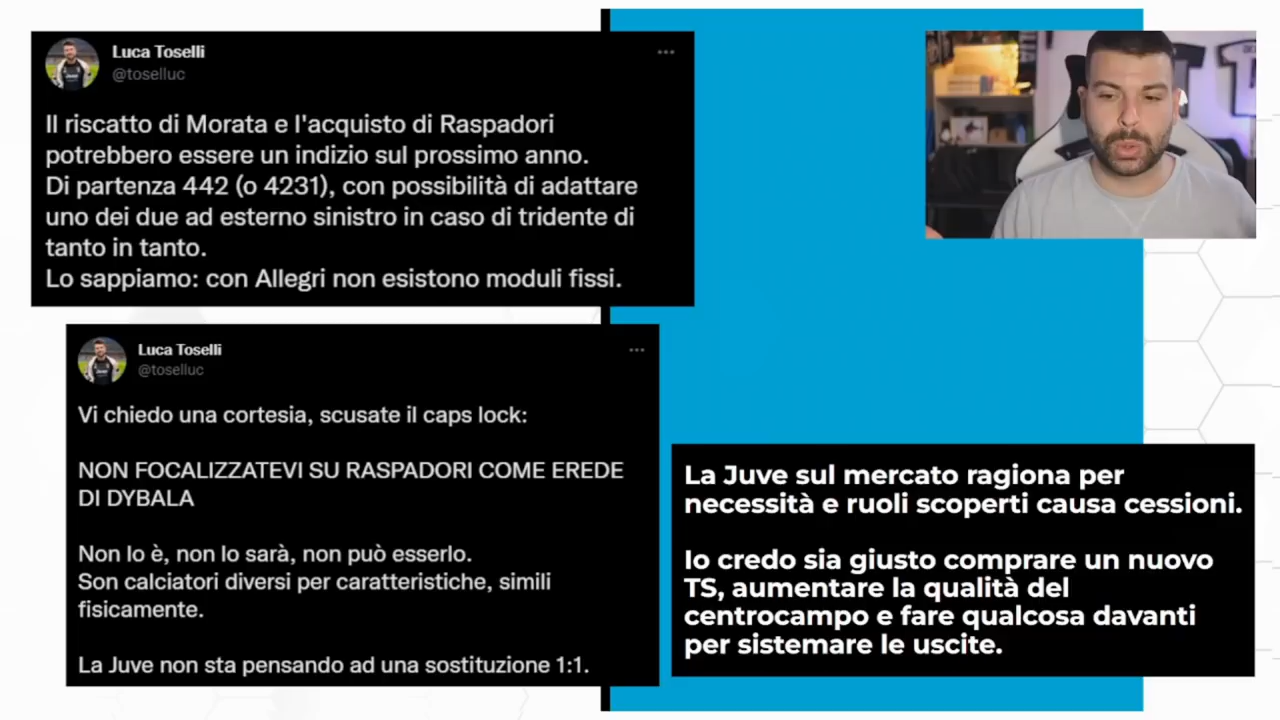 Luca Toselli
@toselluc
Il riscatto di Morata e l'acquisto di Raspadori
potrebbero essere un indizio sul prossimo anno.
Di partenza 442 (o 4231), con possibilità di adattare
uno dei due ad esterno sinistro in caso di tridente di
tanto in tanto.
Lo sappiamo: con Allegri non esistono moduli fissi.
Luca Toselli
@toselluc
Vi chiedo una cortesia, scusate il caps lock:
NON FOCALIZZATEVI SU RASPADORI COME EREDE
DI DYBALA
Non lo è, non lo sarà, non può esserlo.
Son calciatori diversi per caratteristiche, simili
fisicamente.
La Juve non sta pensando ad una sostituzione 1:1.
La Juve sul mercato ragiona per
necessità e ruoli scoperti causa cessioni.
Io credo sia giusto comprare un nuovo
TS, aumentare la qualità del
centrocampo e fare qualcosa davanti
per sistemare le uscite.